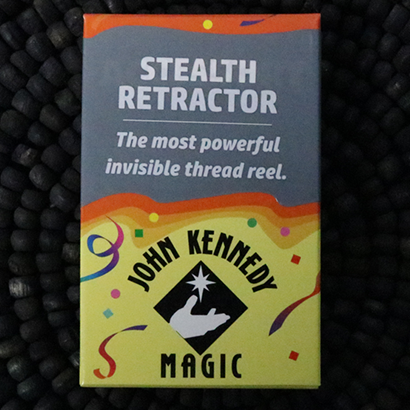 STEALTH
RETRACTOR
The most powerful
invisible thread reel.
JOHN KENNEDY
MAGIC